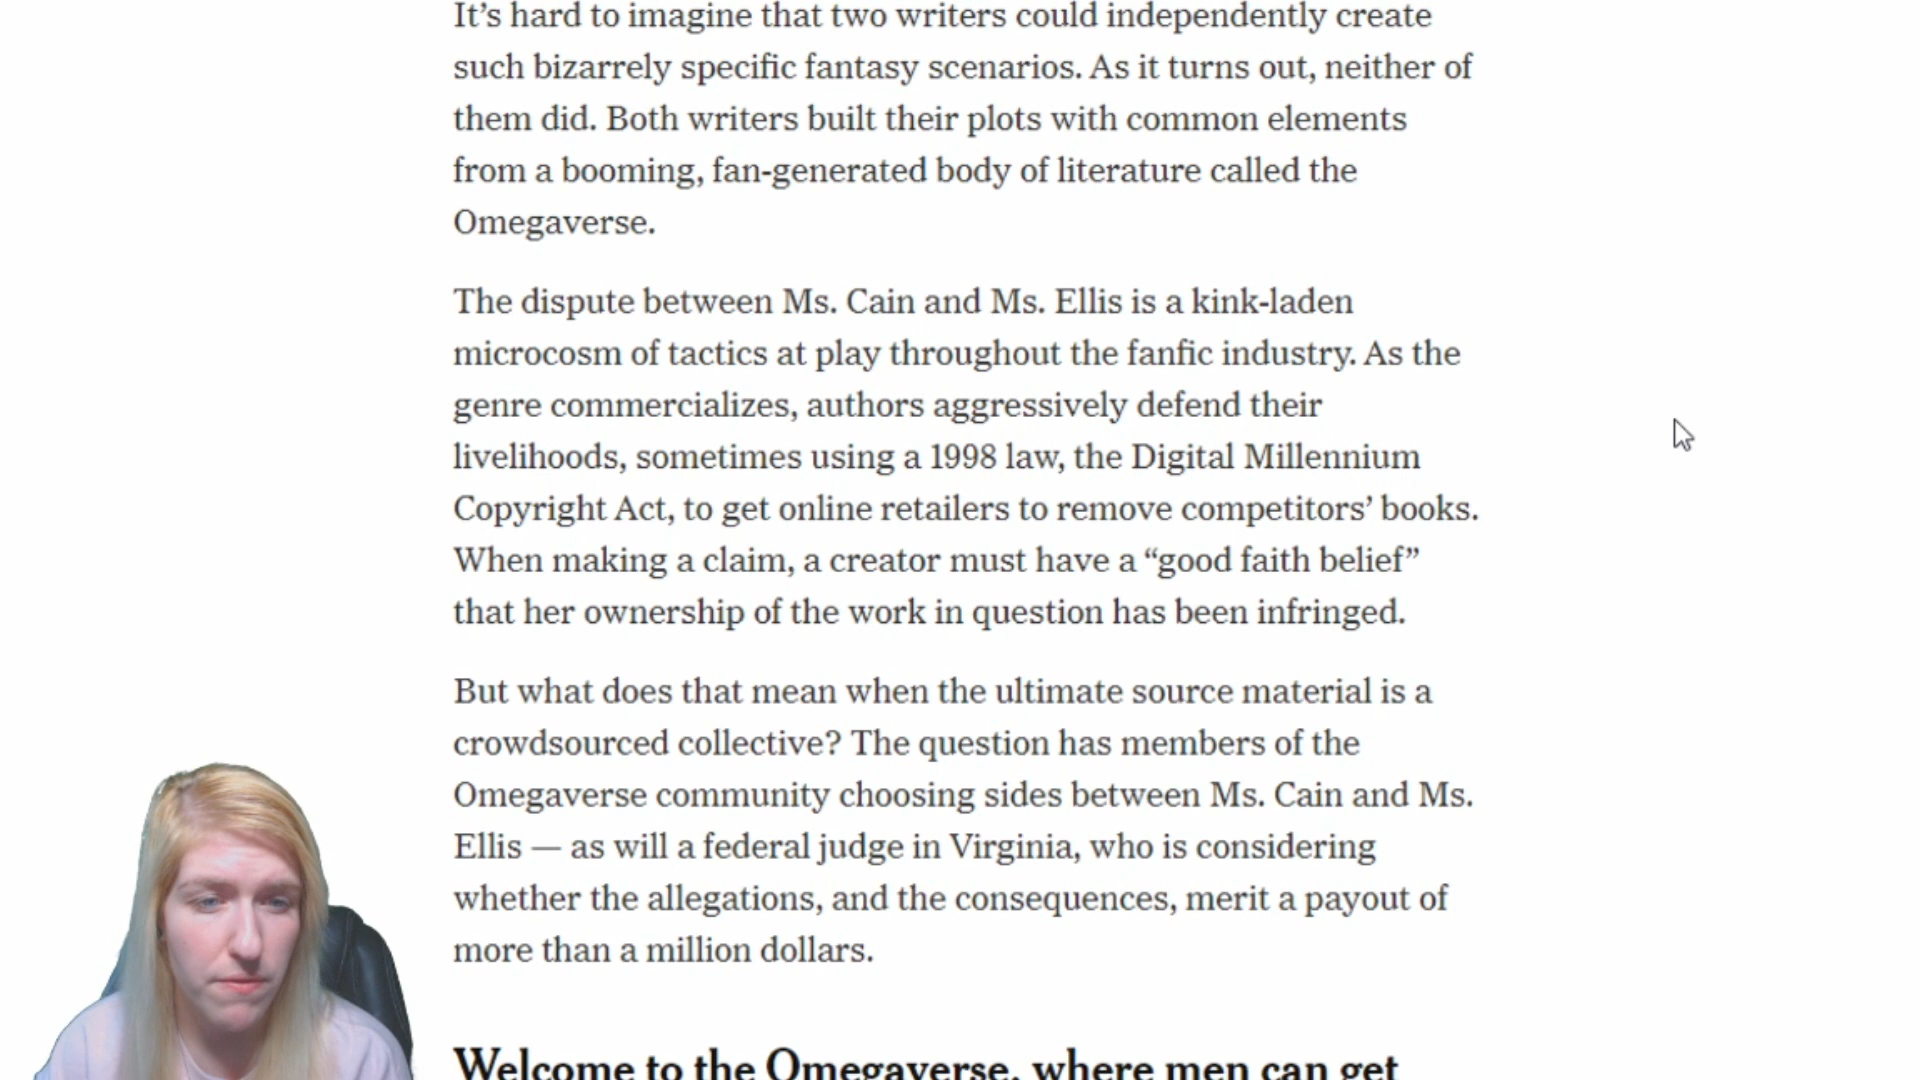 It’s hard to imagine that two writers could independently create
such bizarrely specific fantasy scenarios. As it turns out, neither of
them did. Both writers built their plots with common elements
from a booming, fan-generated body of literature called the
Omegaverse.
The dispute between Ms. Cain and Ms. Ellis is a kink-laden
microcosm of tactics at play throughout the fanfic industry. As the
genre commercializes, authors aggressively defend their
livelihoods, sometimes using a 1998 law, the Digital Millennium
Copyright Act, to get online retailers to remove competitors’ books.
When making a claim, a creator must have a “good faith belief”
that her ownership of the work in question has been infringed.
But what does that mean when the ultimate source material is a
crowdsourced collective? The question has members of the
Omegaverse community choosing sides between Ms. Cain and Ms.
Ellis — as will a federal judge in Virginia, who is considering
whether the allegations, and the consequences, merit a payout of
more than a million dollars.
Welcome to the Omegaverse, where men can get